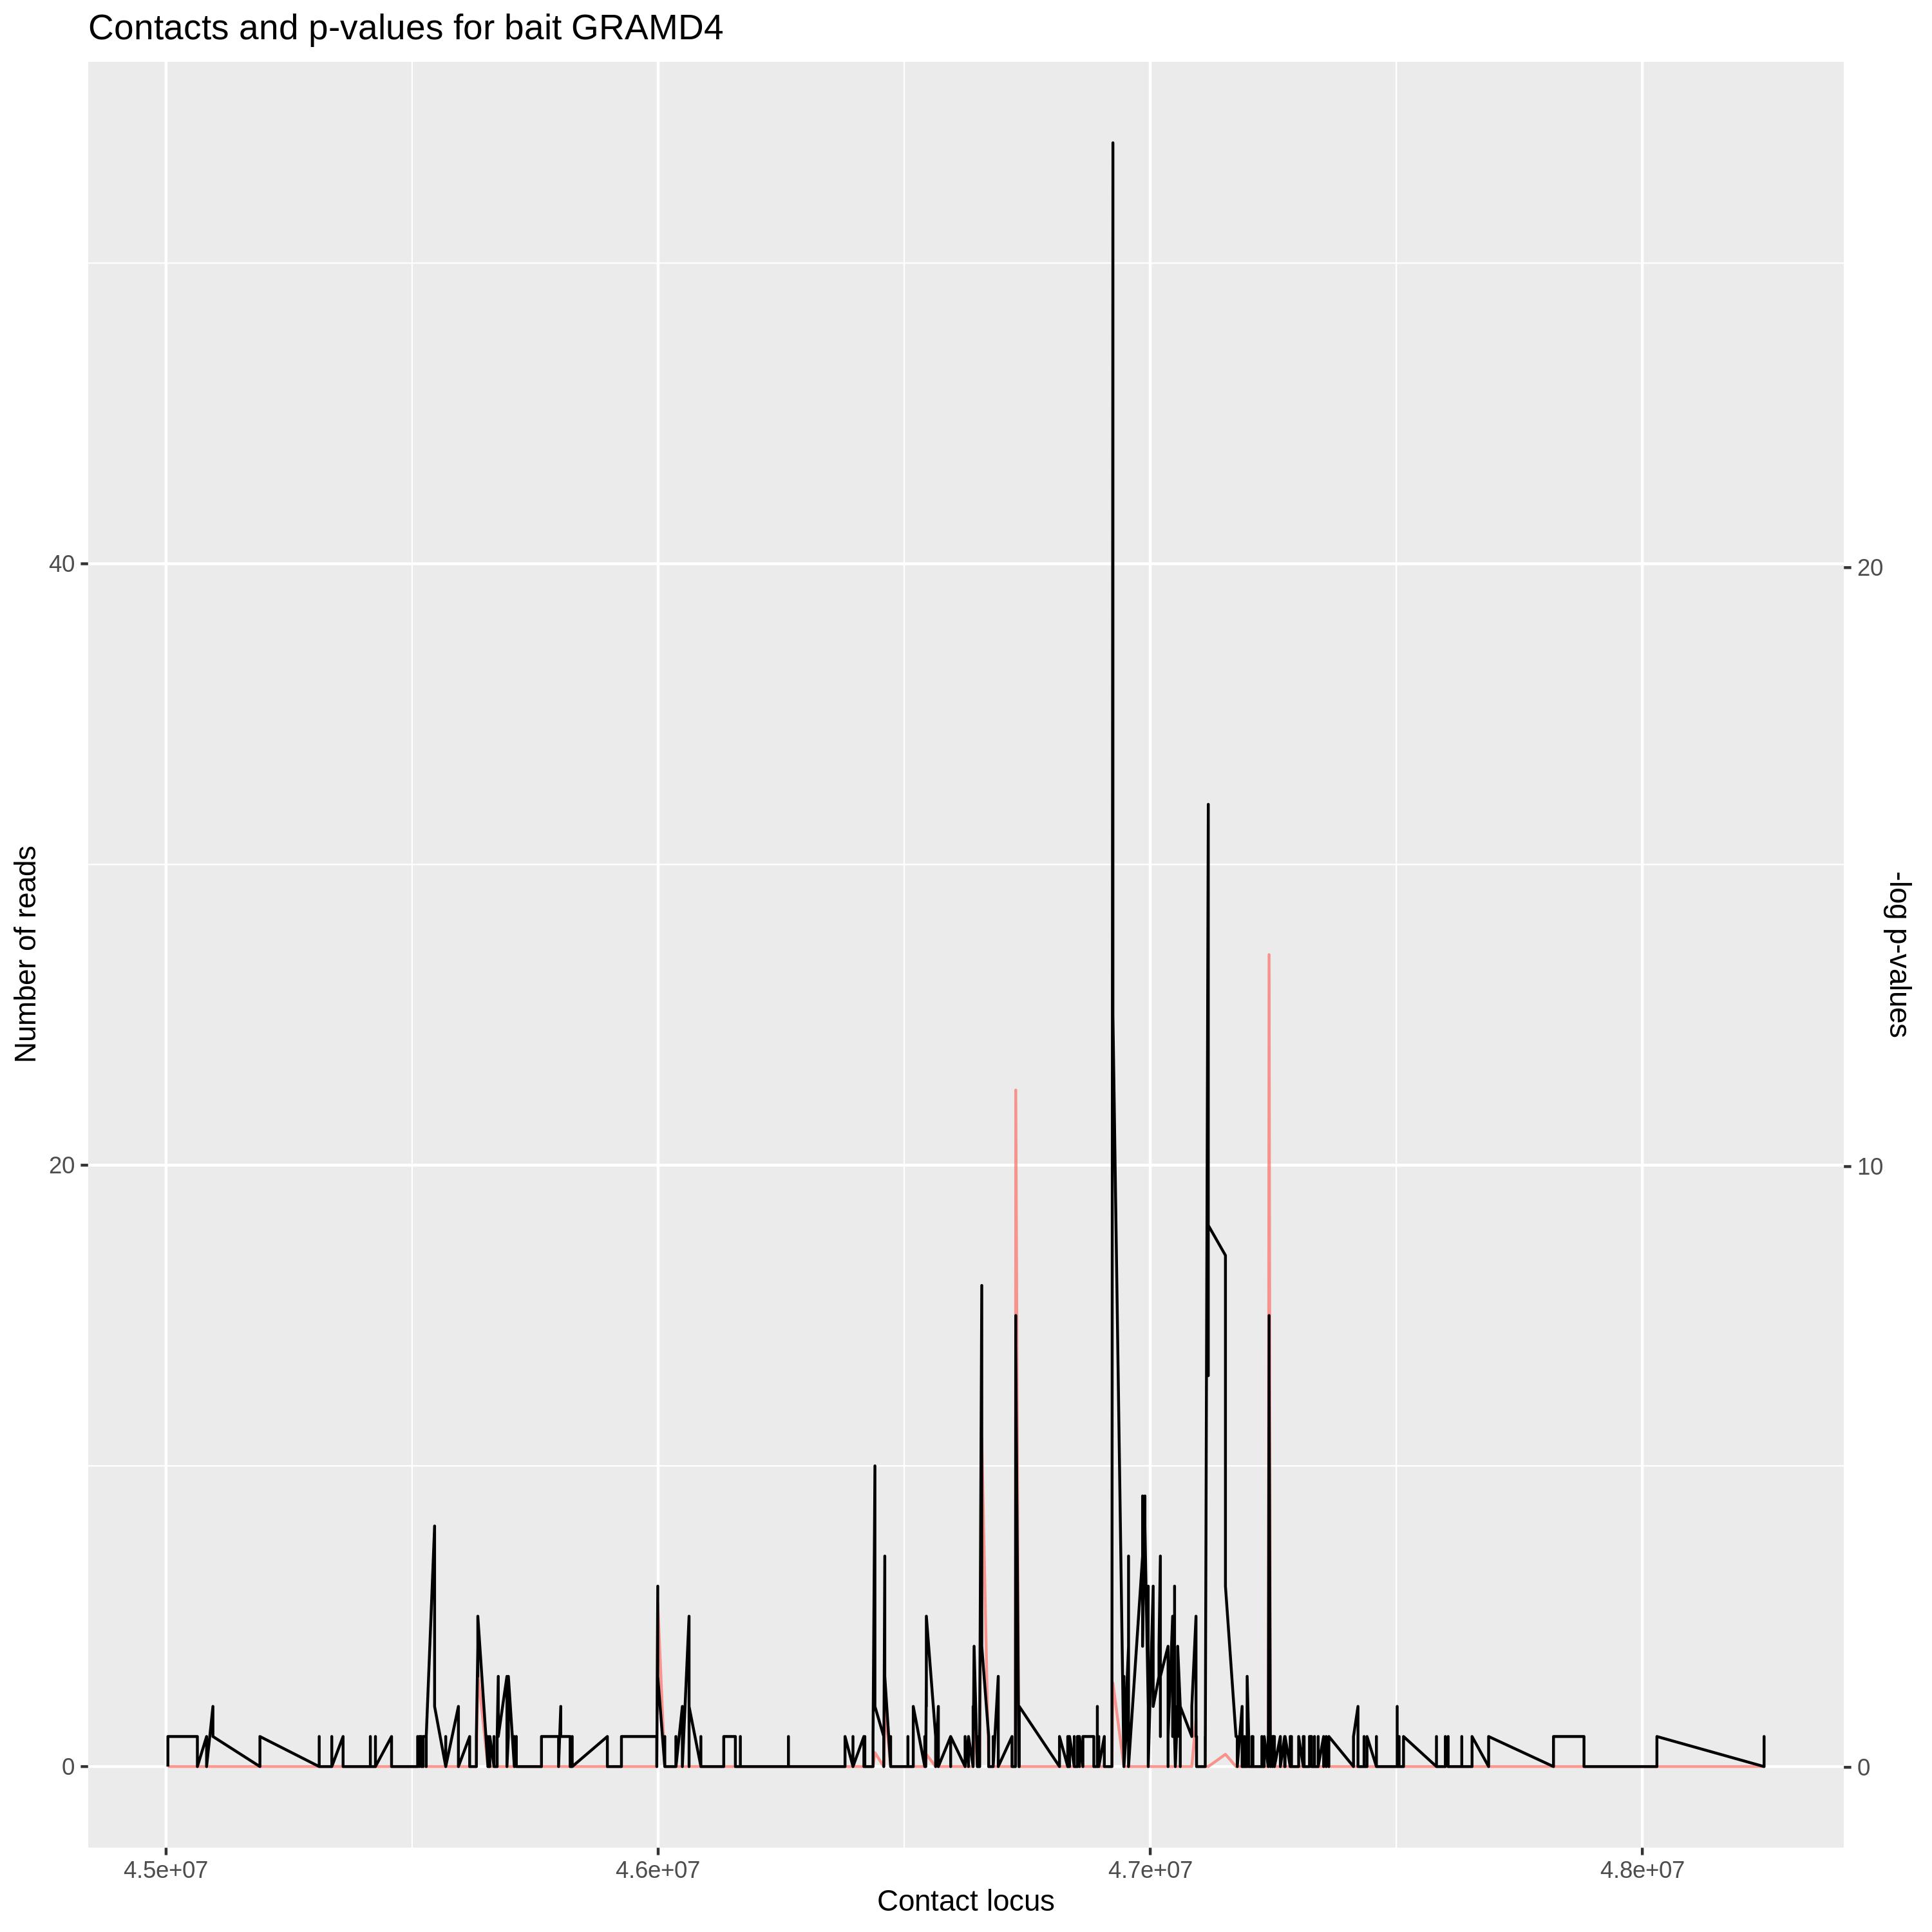 Contacts and p-values for bait GRAMD4
Number of reads
40
20
0
20
10
0
-log p-values
4.5e+07 4.6e+07 4.7e+07 4.8e+07
Contact locus